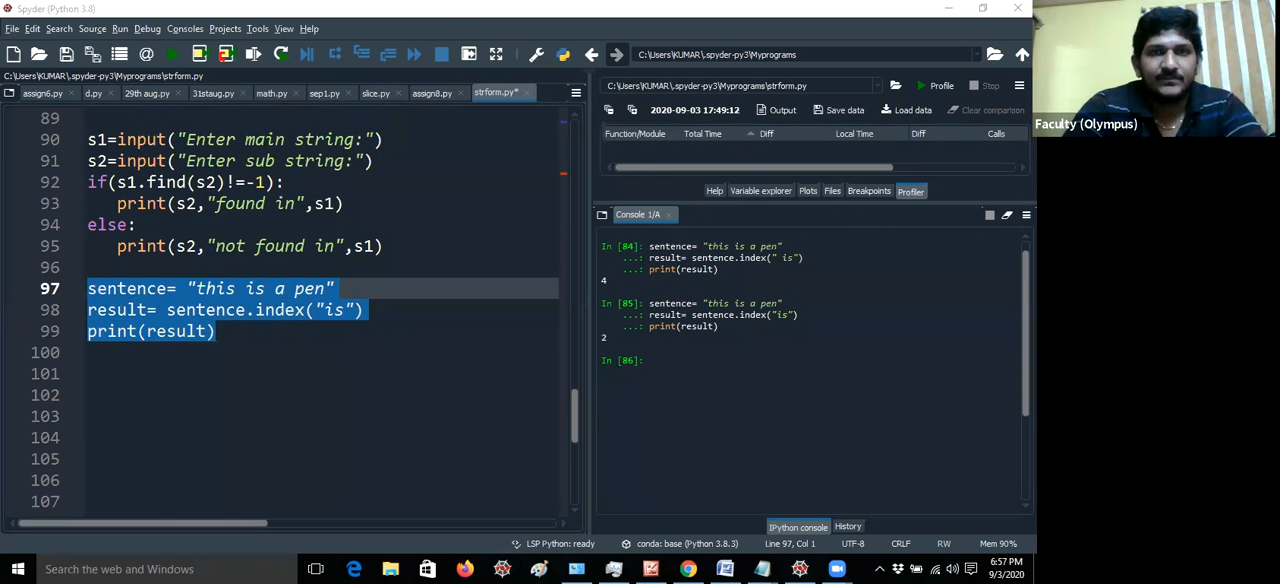 Spyder (Python 3.8)
File Edit Search Source Run Debug Consoles Projects Tools View Help
C:\Users\KUMAR\.spyder-py3\Myprograms
C:\Users\KUMAR\.spyder-py3\Myprograms\strform.py
assign6.py d.py 29th aug.py 31staug.py math.py sep1.py slice.py assign8.py strform.py*
89
90 s1=input("Enter main string:")
91 s2=input("Enter sub string:")
92 if(s1.find(s2)!=-1):
93 print(s2,"found in",s1)
94 else:
95 print(s2,"not found in",s1)
96
97 sentence= "this is a pen"
98 result= sentence.index("is")
99 print(result)
100
101
102
103
104
105
106
107
C:\Users\KUMAR\.spyder-py3\Myprograms\strform.py Profile Stop
2020-09-03 17:49:12 Output Save data Load data Clear comparison
Function/Module Total Time Diff Local Time Diff Calls
Help Variable explorer Plots Files Breakpoints Profiler
Console 1/A
In [84]: sentence= "this is a pen"
...: result= sentence.index(" is")
...: print(result)
4
In [85]: sentence= "this is a pen"
...: result= sentence.index("is")
...: print(result)
2
In [86]:
IPython console History
LSP Python: ready conda: base (Python 3.8.3) Line 97, Col 1 UTF-8 CRLF RW Mem 90%
Search the web and Windows
6:57 PM
9/3/2020
Faculty (Olympus)